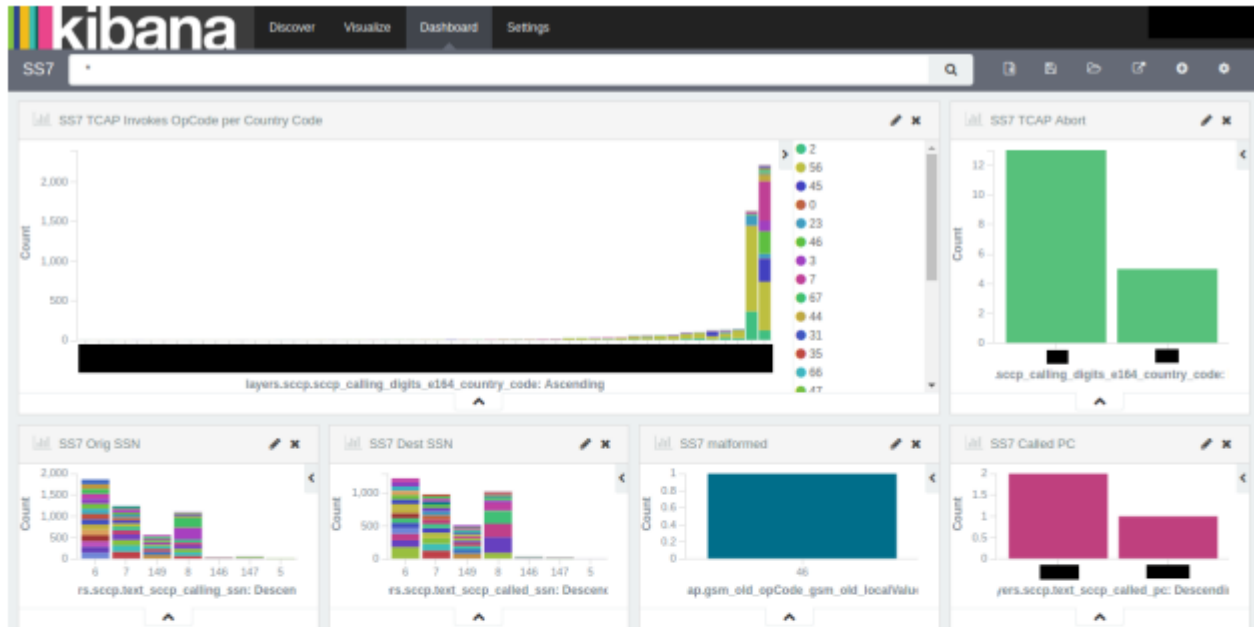 kibana
Discover Visualize Dashboard Settings
SS7 *
SS7 TCAP Invokes OpCode per Country Code
Count
2,000
1,500
1,000
500
0
layers.sccp.sccp_calling_digits_e164_country_code: Ascending
2
56
45
0
23
46
3
7
67
44
31
35
66
47
SS7 TCAP Abort
Count
12
10
8
6
4
2
0
.sccp_calling_digits_e164_country_code:
SS7 Orig SSN
Count
2,000
1,500
1,000
500
0
6 7 149 8 146 147 5
rs.sccp.text_sccp_calling_ssn: Descen
SS7 Dest SSN
Count
1,000
500
0
6 7 149 8 146 147 5
rs.sccp.text_sccp_called_ssn: Descenc
SS7 malformed
Count
1
0.8
0.6
0.4
0.2
0
46
ap.gsm_old_opCode_gsm_old_localValu
SS7 Called PC
Count
2
1.5
1
0.5
0
yers.sccp.text_sccp_called_pc: Descendi